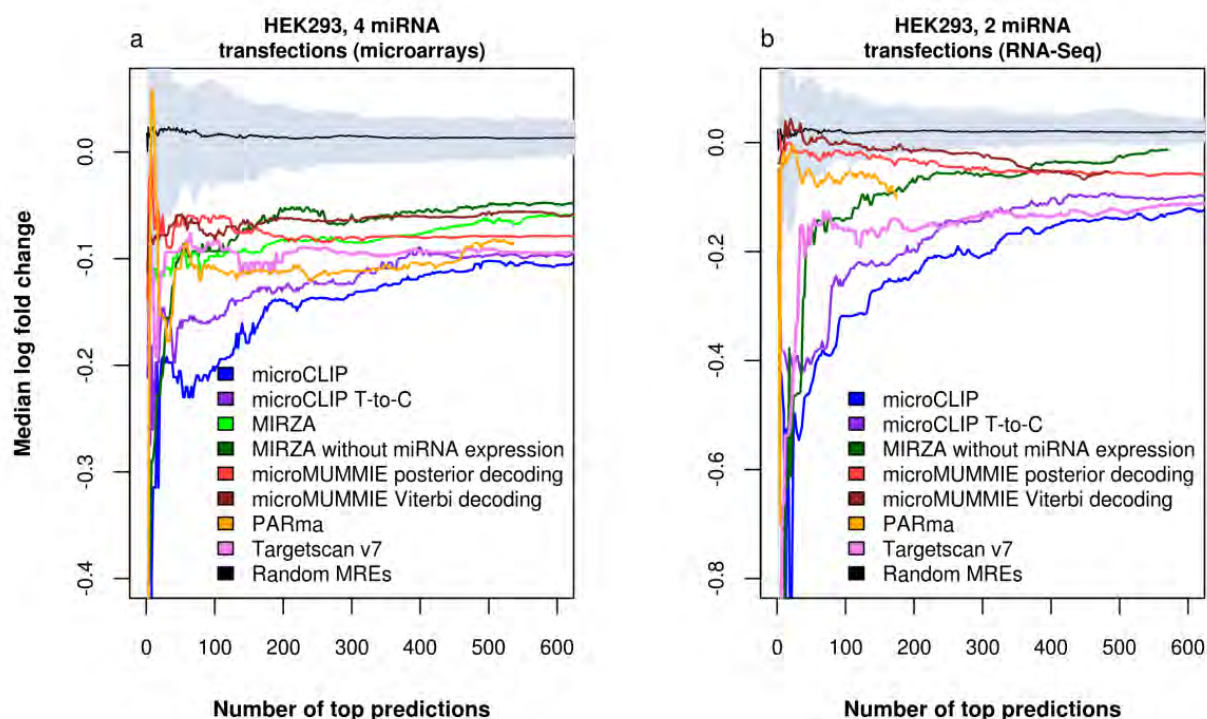 a
HEK293, 4 miRNA
transfections (microarrays)
Median log fold change
0.0
-0.1
-0.2
-0.3
-0.4
microCLIP
microCLIP T-to-C
MIRZA
MIRZA without miRNA expression
microMUMMIE posterior decoding
microMUMMIE Viterbi decoding
PARma
Targetscan v7
Random MREs
0 100 200 300 400 500 600
Number of top predictions
b
HEK293, 2 miRNA
transfections (RNA-Seq)
0.0
-0.2
-0.4
-0.6
-0.8
microCLIP
microCLIP T-to-C
MIRZA without miRNA expression
microMUMMIE posterior decoding
microMUMMIE Viterbi decoding
PARma
Targetscan v7
Random MREs
0 100 200 300 400 500 600
Number of top predictions